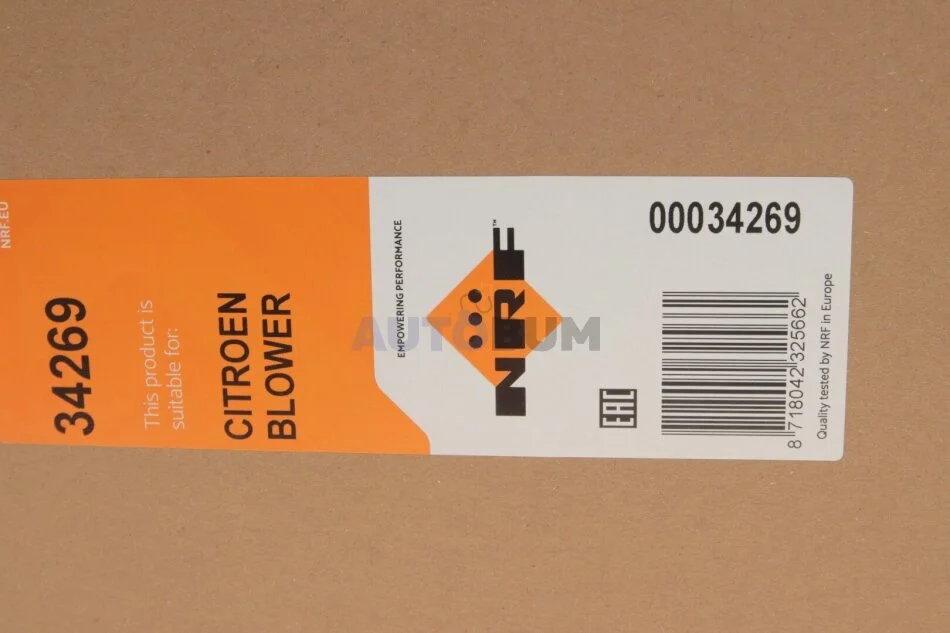 NRF.EU
34269
This product is
suitable for:
CITROEN
BLOWER
EMPOWERING PERFORMANCE
NRF™
AUTOBUM
EAC
00034269
8 718042 325662
Quality tested by NRF in Europe